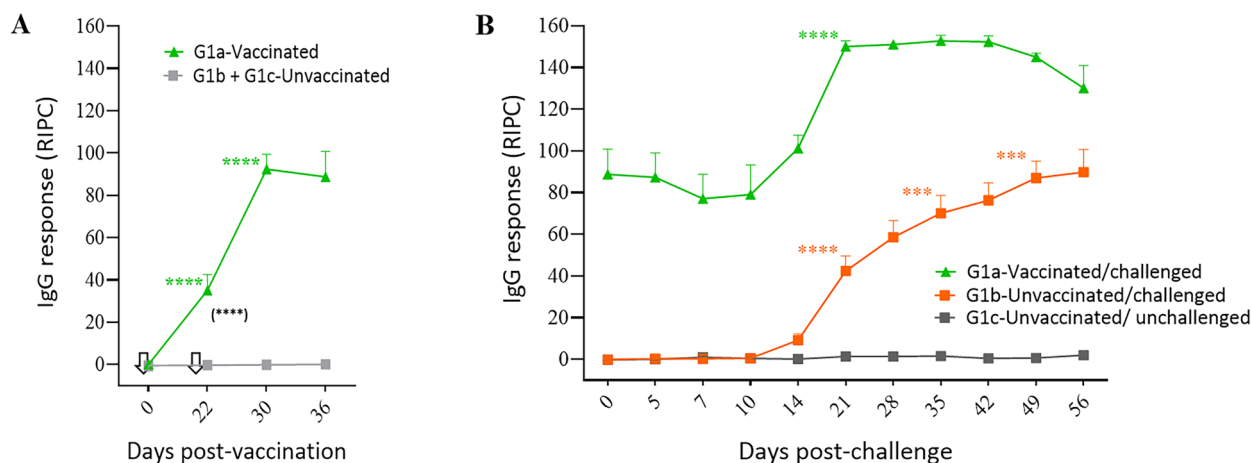 A
160
140
120
100
80
60
40
20
0
IgG response (RIPC)
G1a-Vaccinated
G1b + G1c-Unvaccinated
****
****
(****)
0 22 30 36
Days post-vaccination
B
160
140
120
100
80
60
40
20
0
IgG response (RIPC)
****
***
***
****
G1a-Vaccinated/challenged
G1b-Unvaccinated/challenged
G1c-Unvaccinated/ unchallenged
0 5 7 10 14 21 28 35 42 49 56
Days post-challenge